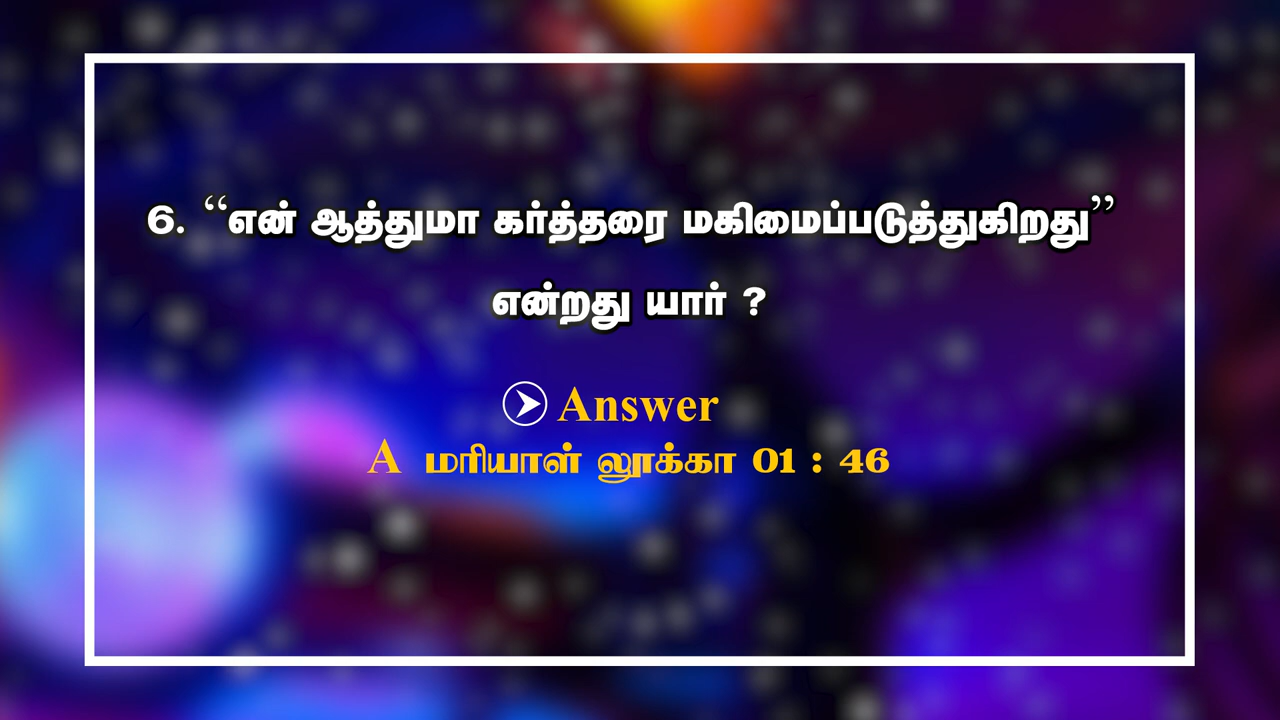 6. “என் ஆத்துமா கர்த்தரை மகிமைப்படுத்துகிறது”
என்றது யார் ?
Answer
A மரியாள் லூக்கா 01 : 46